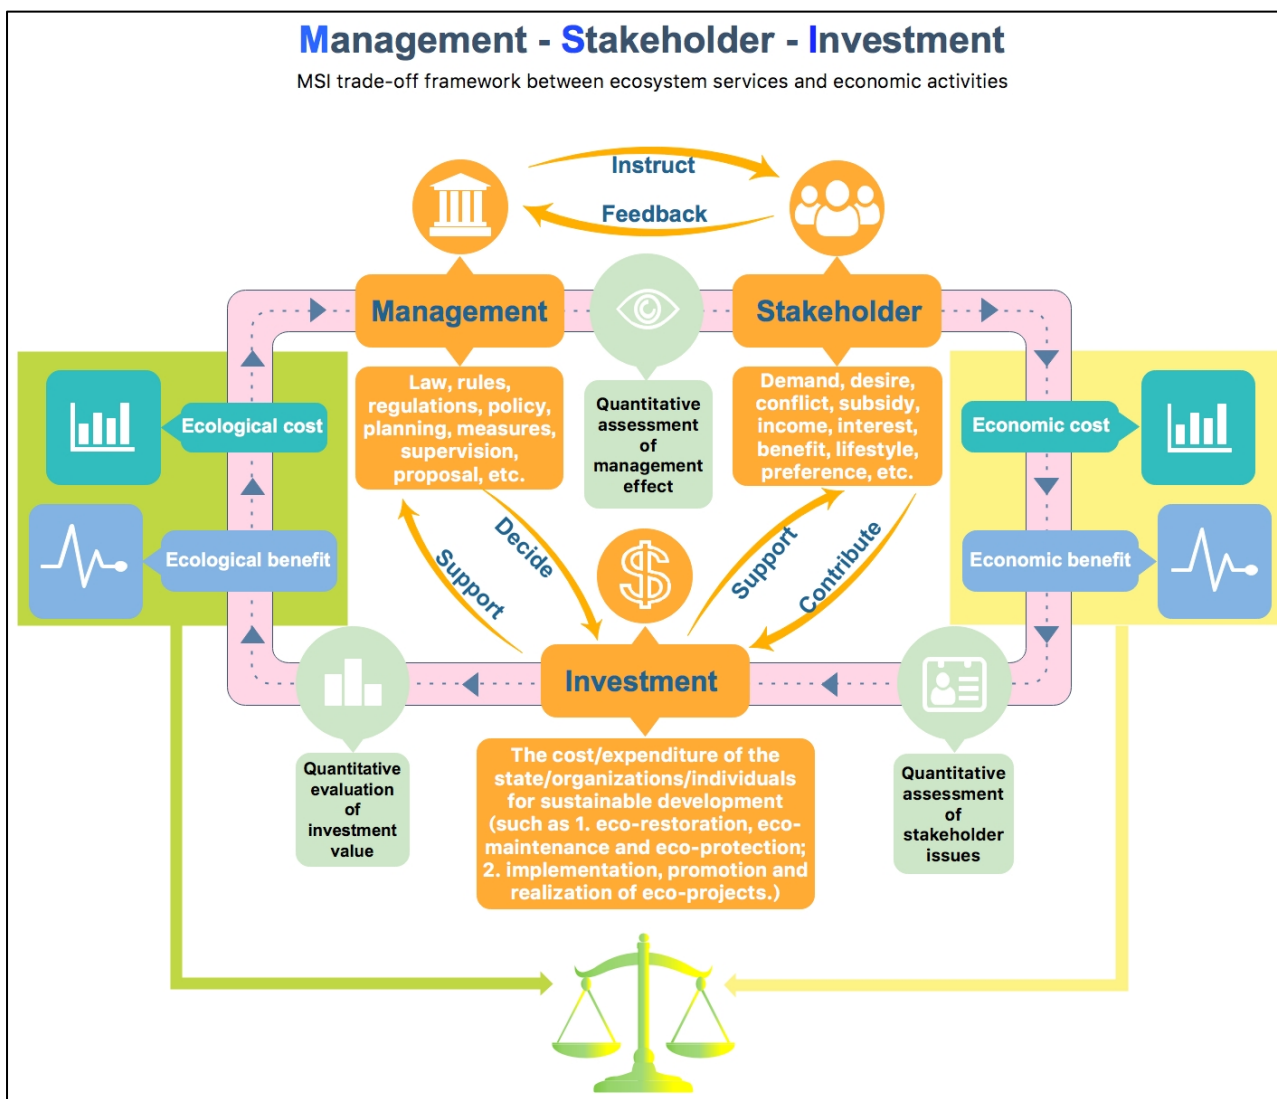 Management - Stakeholder - Investment
MSI trade-off framework between ecosystem services and economic activities
Instruct
Feedback
Management
Stakeholder
Law, rules,
regulations, policy,
planning, measures,
supervision,
proposal, etc.
Quantitative
assessment
of
management
effect
Demand, desire,
conflict, subsidy,
income, interest,
benefit, lifestyle,
preference, etc.
Ecological cost
Economic cost
Ecological benefit
Economic benefit
Support
Decide
Support
Contribute
Investment
Quantitative
evaluation
of
investment
value
The cost/expenditure of the
state/organizations/individuals
for sustainable development
(such as 1. eco-restoration, eco-
maintenance and eco-protection;
2. implementation, promotion and
realization of eco-projects.)
Quantitative
assessment
of
stakeholder
issues